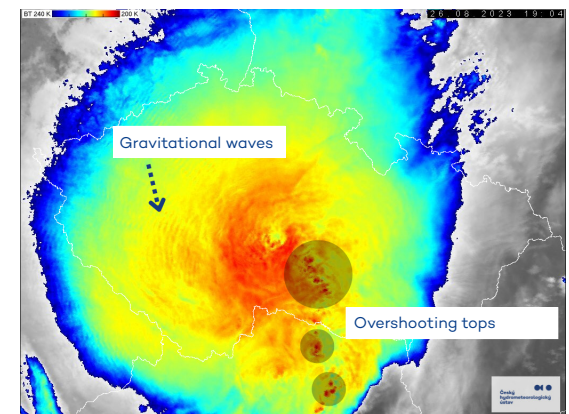 BT 240 K 200 K
26.08.2023 19:04
Gravitational waves
Overshooting tops
Český
hydrometeorologický
ústav